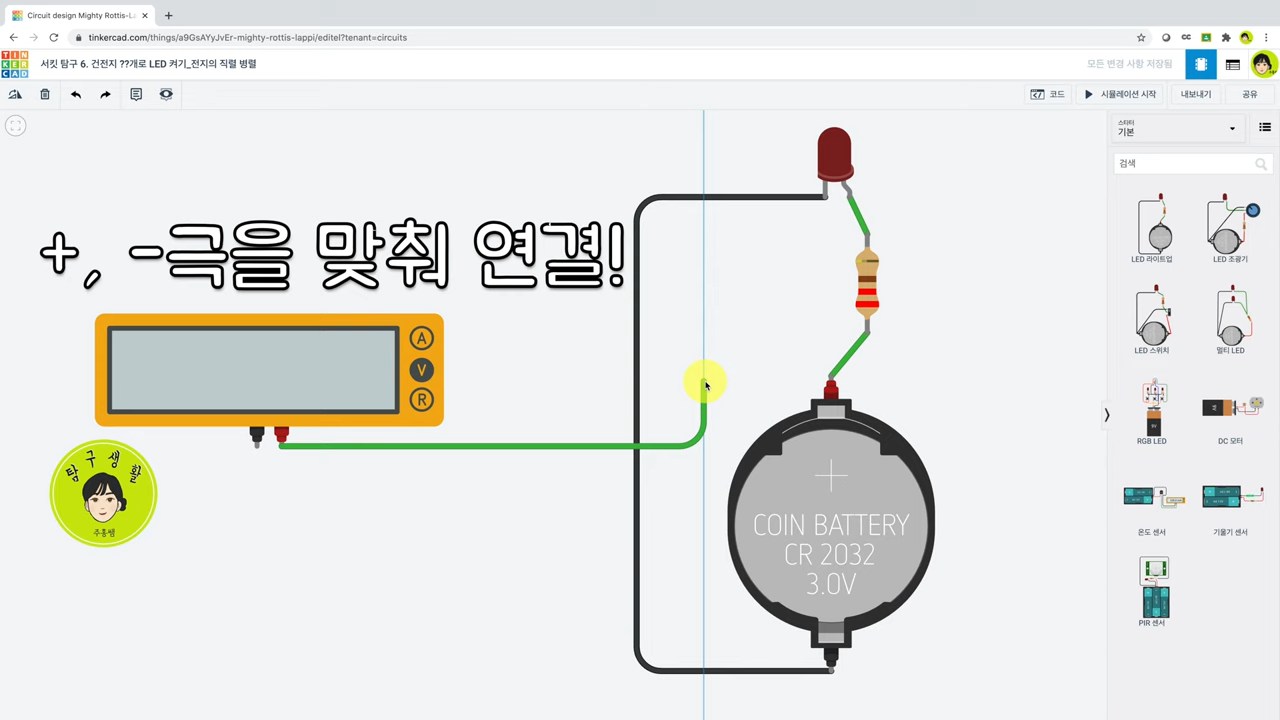 Circuit design Mighty Rottis-La
tinkercad.com/things/a9GsAYyJvEr-mighty-rottis-lappi/editel?tenant=circuits
TIN
KER
CAD
서킷 탐구 6. 건전지 ??개로 LED 켜기_전지의 직렬 병렬
모든 변경 사항 저장됨
코드
시뮬레이션 시작
내보내기
공유
스타터
기본
검색
+, -극을 맞춰 연결!
A
V
R
탐구생활
주홍쌤
COIN BATTERY
CR 2032
3.0V
LED 라이트업
LED 조광기
LED 스위치
멀티 LED
RGB LED
DC 모터
온도 센서
기울기 센서
PIR 센서